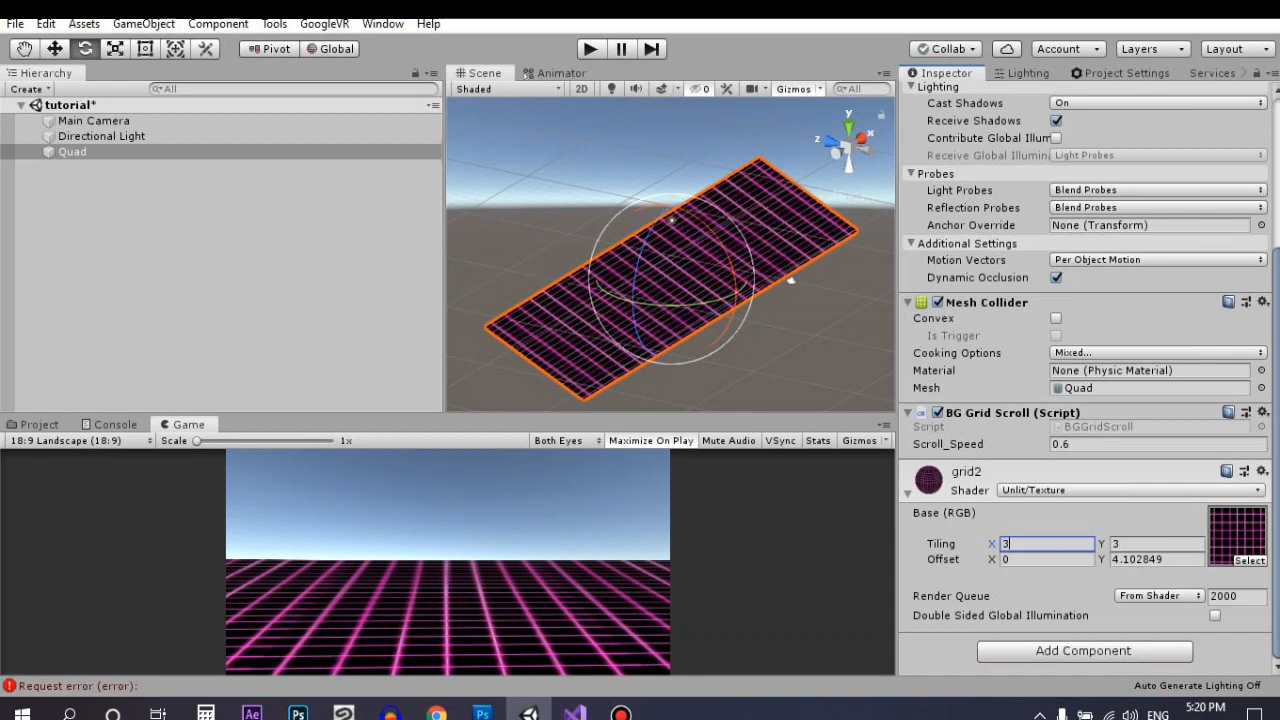 File Edit Assets GameObject Component Tools GoogleVR Window Help
Pivot Global Collab Account Layers Layout
Hierarchy
Create All
tutorial*
Main Camera
Directional Light
Quad
Scene Animator
Shaded 2D 0 Gizmos All
y
x
z
Project Console Game
18:9 Landscape (18:9) Scale 1x Both Eyes Maximize On Play Mute Audio VSync Stats Gizmos
Inspector Lighting Project Settings Services
Lighting
Cast Shadows On
Receive Shadows
Contribute Global Illum
Receive Global Illumina Light Probes
Probes
Light Probes Blend Probes
Reflection Probes Blend Probes
Anchor Override None (Transform)
Additional Settings
Motion Vectors Per Object Motion
Dynamic Occlusion
Mesh Collider
Convex
Is Trigger
Cooking Options Mixed...
Material None (Physic Material)
Mesh Quad
BG Grid Scroll (Script)
Script BGGridScroll
Scroll_Speed 0.6
grid2
Shader Unlit/Texture
Base (RGB)
Tiling X 3 Y 3
Offset X 0 Y 4.102849
Select
Render Queue From Shader 2000
Double Sided Global Illumination
Add Component
Request error (error):
Auto Generate Lighting Off
Ae Ps Ps
ENG 5:20 PM